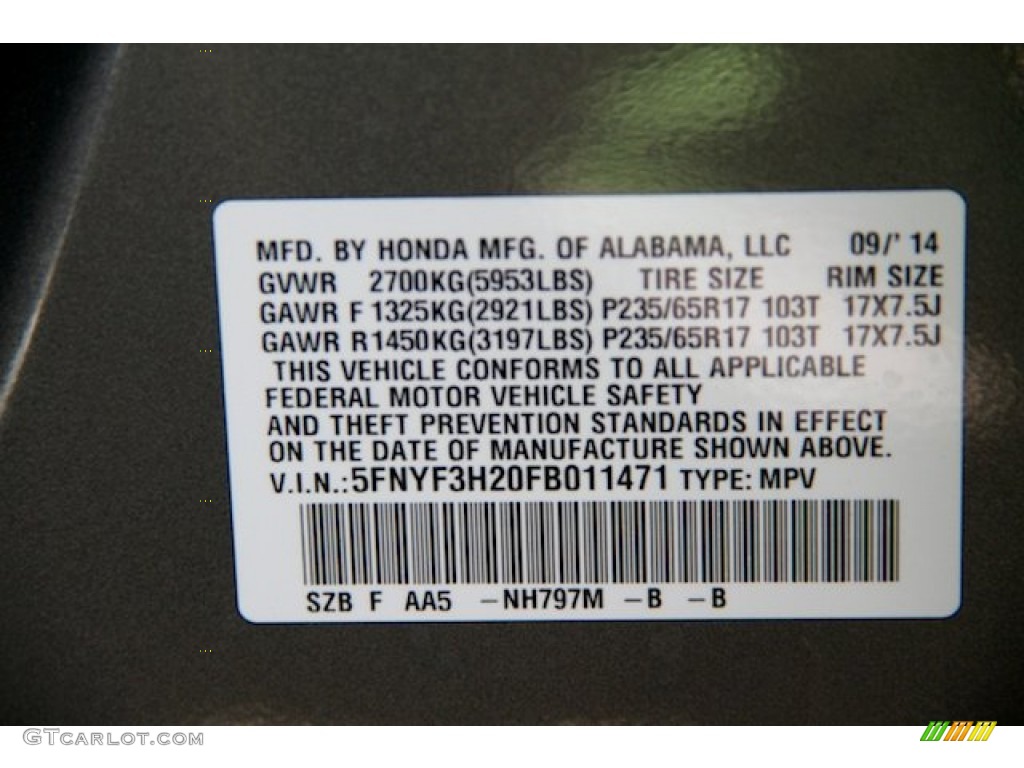 MFD. BY HONDA MFG. OF ALABAMA, LLC 09/' 14
GVWR 2700KG(5953LBS) TIRE SIZE RIM SIZE
GAWR F 1325KG(2921LBS) P235/65R17 103T 17X7.5J
GAWR R1450KG(3197LBS) P235/65R17 103T 17X7.5J
THIS VEHICLE CONFORMS TO ALL APPLICABLE
FEDERAL MOTOR VEHICLE SAFETY
AND THEFT PREVENTION STANDARDS IN EFFECT
ON THE DATE OF MANUFACTURE SHOWN ABOVE.
V.I.N.:5FNYF3H20FB011471 TYPE: MPV
SZB F AA5 -NH797M -B -B
GTCARLOT.COM